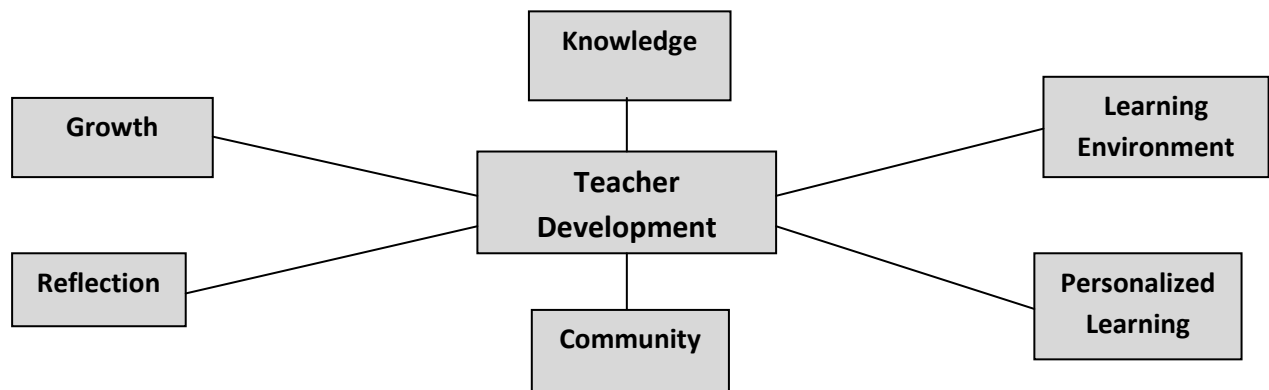 Knowledge
Growth
Learning
Environment
Teacher
Development
Reflection
Personalized
Learning
Community